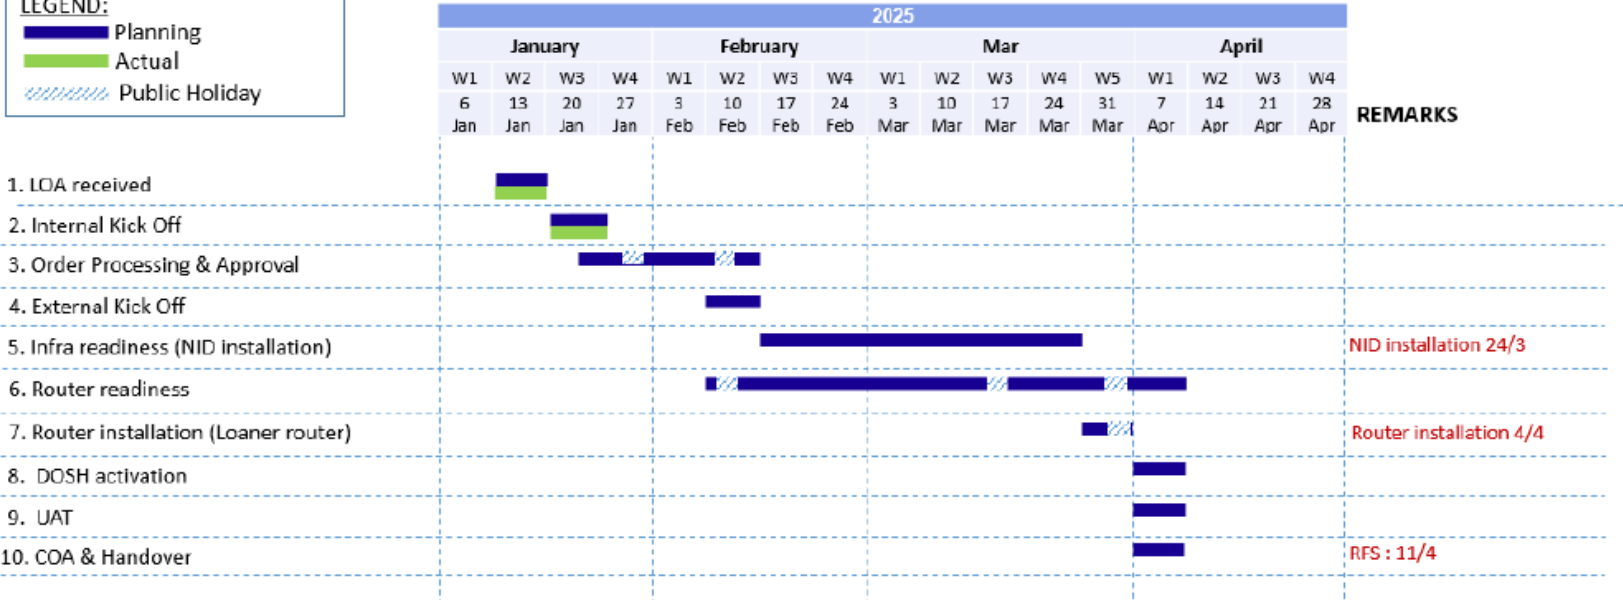 LEGEND:
Planning
Actual
Public Holiday
2025
January February Mar April
W1 W2 W3 W4 W1 W2 W3 W4 W1 W2 W3 W4 W5 W1 W2 W3 W4
6 13 20 27 3 10 17 24 3 10 17 24 31 7 14 21 28
Jan Jan Jan Jan Feb Feb Feb Feb Mar Mar Mar Mar Mar Apr Apr Apr Apr
REMARKS
1. LOA received
2. Internal Kick Off
3. Order Processing & Approval
4. External Kick Off
5. Infra readiness (NID installation) NID installation 24/3
6. Router readiness
7. Router installation (Loaner router) Router installation 4/4
8. DOSH activation
9. UAT
10. COA & Handover RFS : 11/4